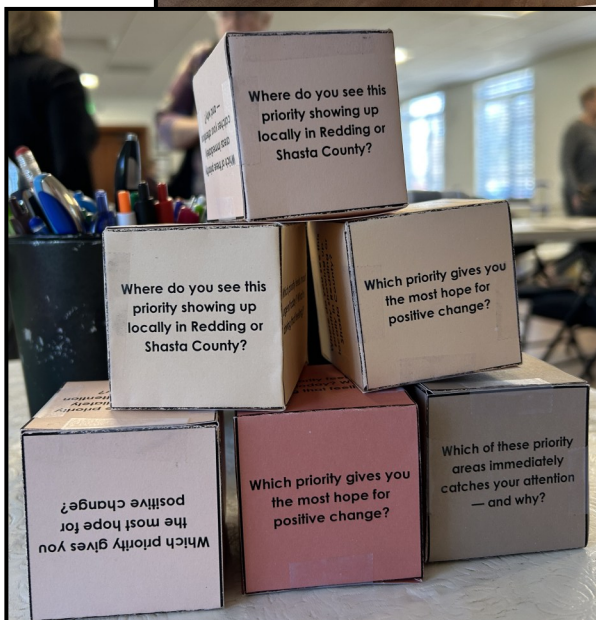 Where do you see this
priority showing up
locally in Redding or
Shasta County?
Where do you see this
priority showing up
locally in Redding or
Shasta County?
Which priority gives you
the most hope for
positive change?
Which priority gives you
the most hope for
positive change?
Which priority gives you
the most hope for
positive change?
Which of these priority
areas immediately
catches your attention
— and why?